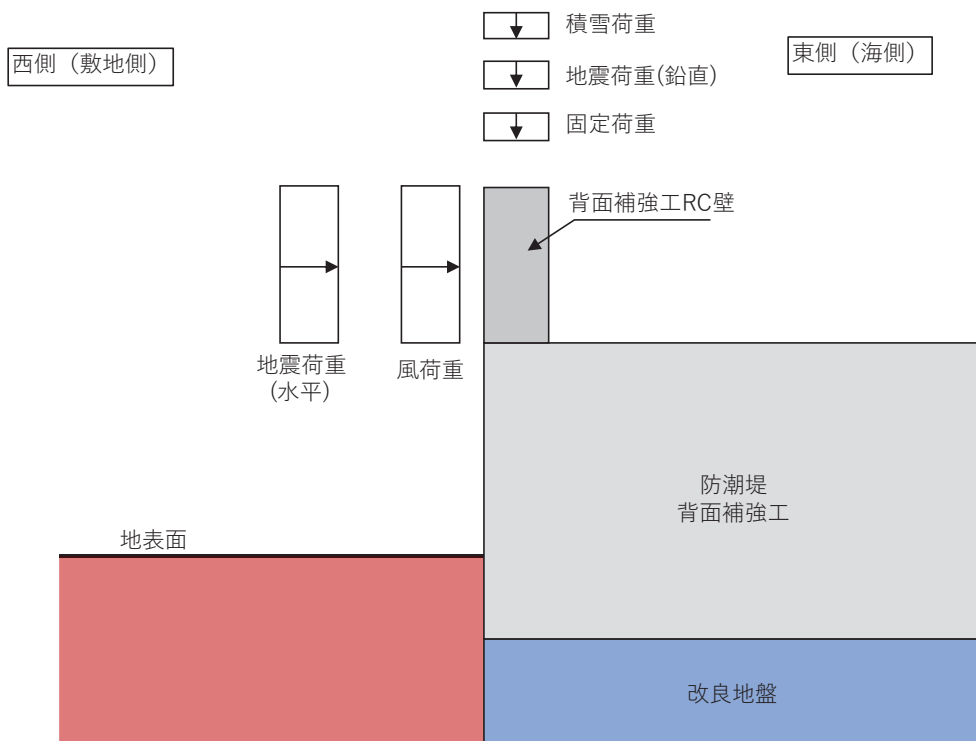 積雪荷重
西側（敷地側）
東側（海側）
地震荷重(鉛直)
固定荷重
背面補強工RC壁
地震荷重
(水平)
風荷重
防潮堤
背面補強工
地表面
改良地盤